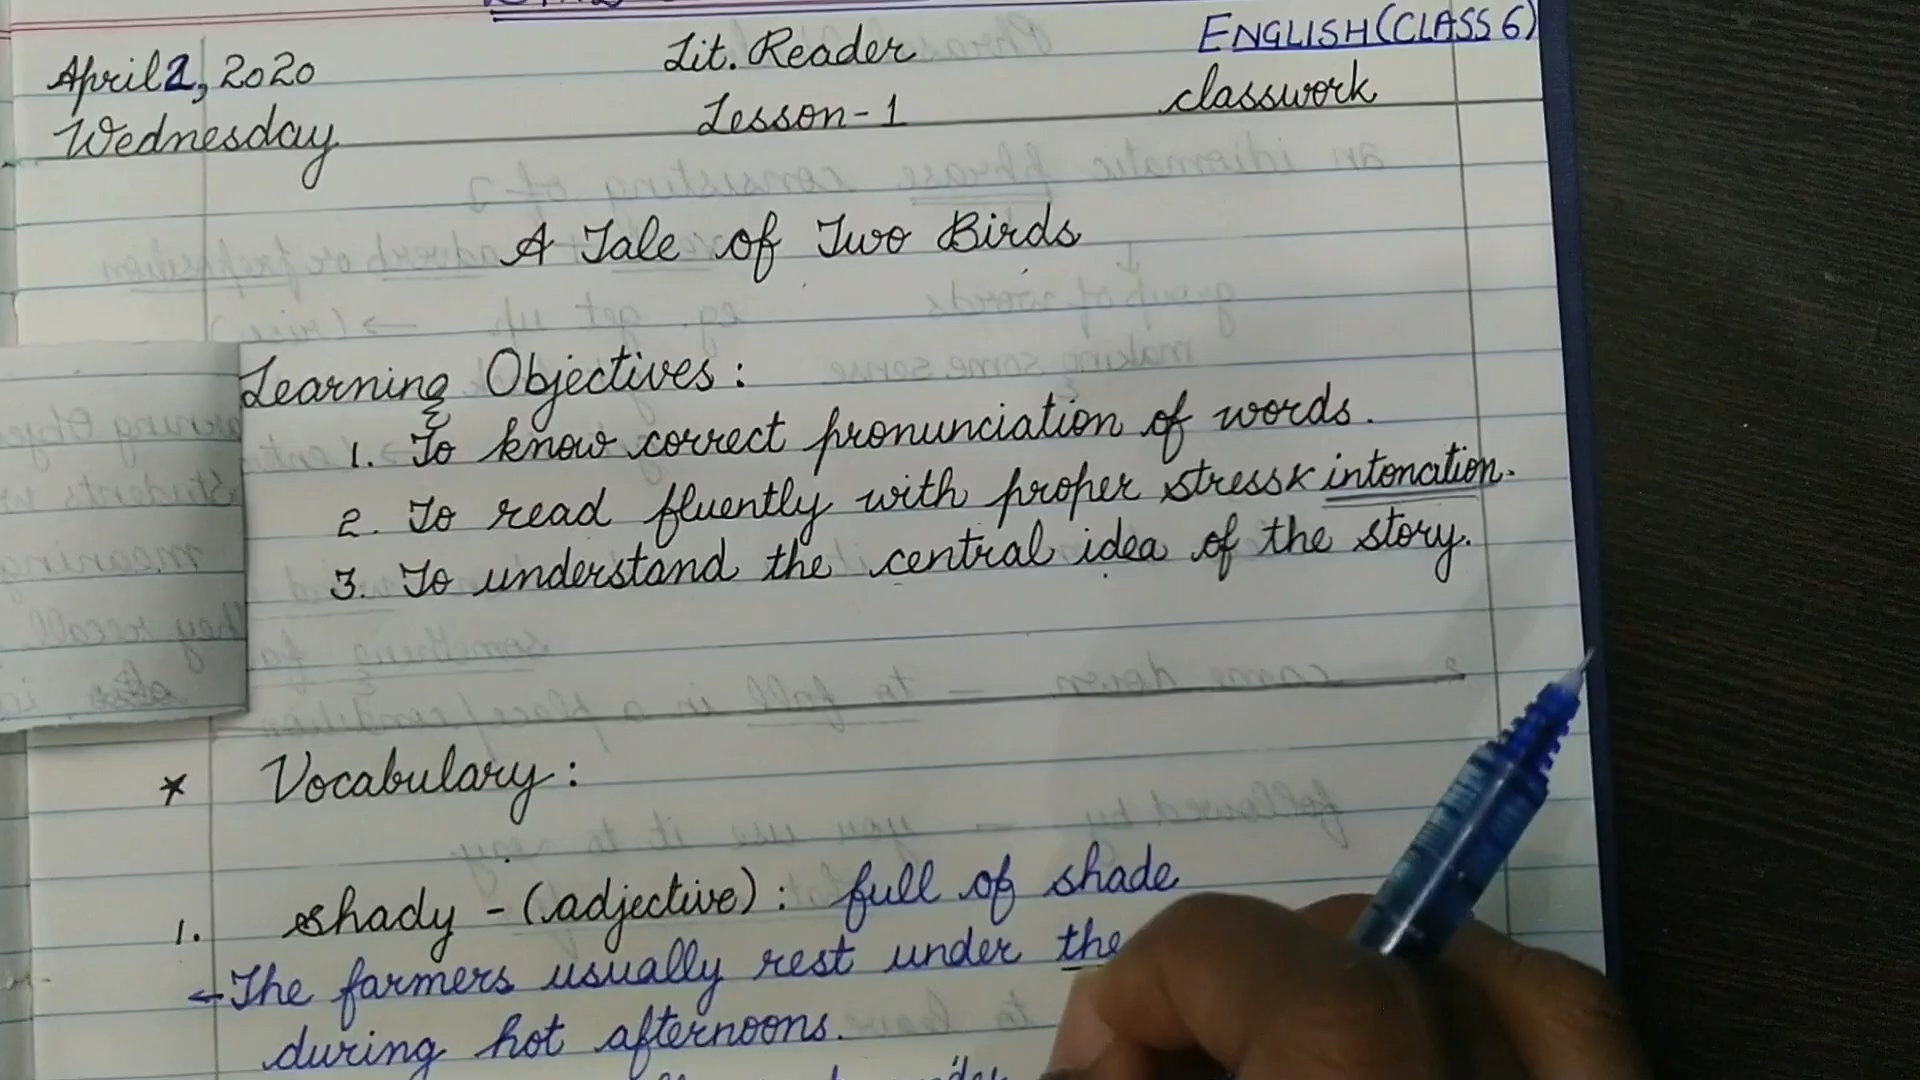 ENGLISH (CLASS 6)
April 1, 2020 Lit. Reader classwork
Wednesday Lesson-1
A Tale of Two Birds
Learning Objectives :
1. To know correct pronunciation of words.
2. To read fluently with proper stress & intonation.
3. To understand the central idea of the story.
* Vocabulary :
1. shady - (adjective) : full of shade
The farmers usually rest under the
during hot afternoons.